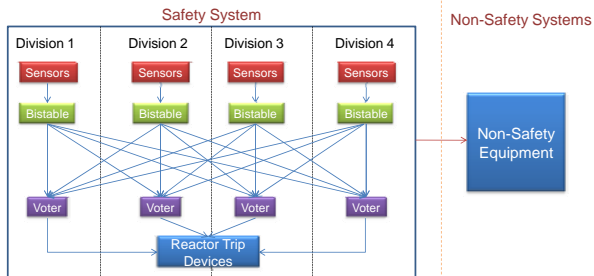 Safety System
Non-Safety Systems
Division 1
Division 2
Division 3
Division 4
Sensors
Sensors
Sensors
Sensors
Bistable
Bistable
Bistable
Bistable
Non-Safety
Equipment
Voter
Voter
Voter
Voter
Reactor Trip
Devices